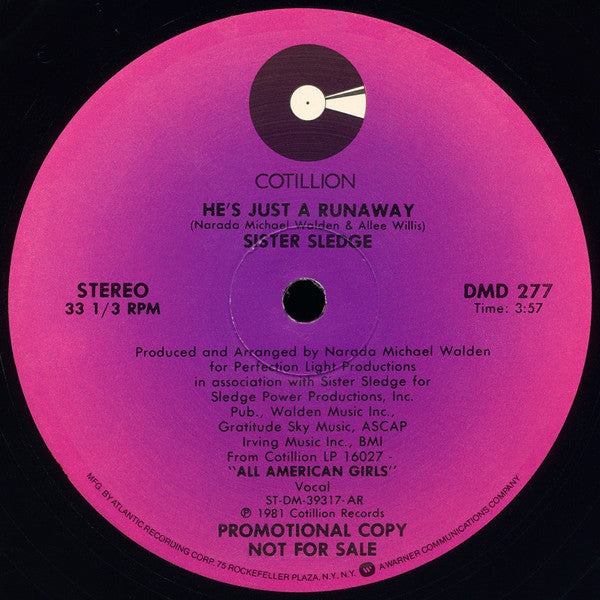 COTILLION
HE'S JUST A RUNAWAY
(Narada Michael Walden & Allee Willis)
SISTER SLEDGE
STEREO
33 1/3 RPM
DMD 277
Time: 3:57
Produced and Arranged by Narada Michael Walden
for Perfection Light Productions
in association with Sister Sledge for
Sledge Power Productions, Inc.
Pub., Walden Music Inc.,
Gratitude Sky Music, ASCAP
Irving Music Inc., BMI
From Cotillion LP 16027 -
"ALL AMERICAN GIRLS"
Vocal
ST-DM-39317-AR
℗ 1981 Cotillion Records
PROMOTIONAL COPY
NOT FOR SALE
MFG. BY ATLANTIC RECORDING CORP. 75 ROCKEFELLER PLAZA, N.Y., N.Y. A WARNER COMMUNICATIONS COMPANY